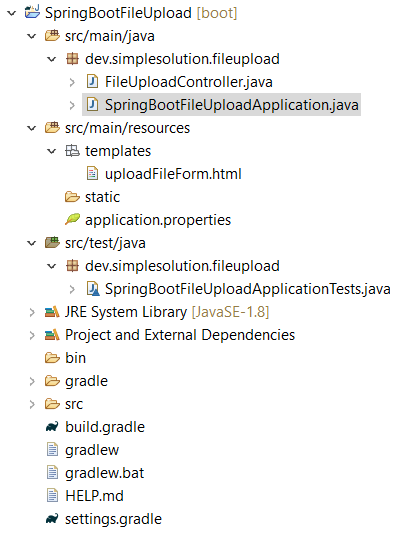 SpringBootFileUpload [boot]
src/main/java
dev.simplesolution.fileupload
FileUploadController.java
SpringBootFileUploadApplication.java
src/main/resources
templates
uploadFileForm.html
static
application.properties
src/test/java
dev.simplesolution.fileupload
SpringBootFileUploadApplicationTests.java
JRE System Library [JavaSE-1.8]
Project and External Dependencies
bin
gradle
src
build.gradle
gradlew
gradlew.bat
HELP.md
settings.gradle